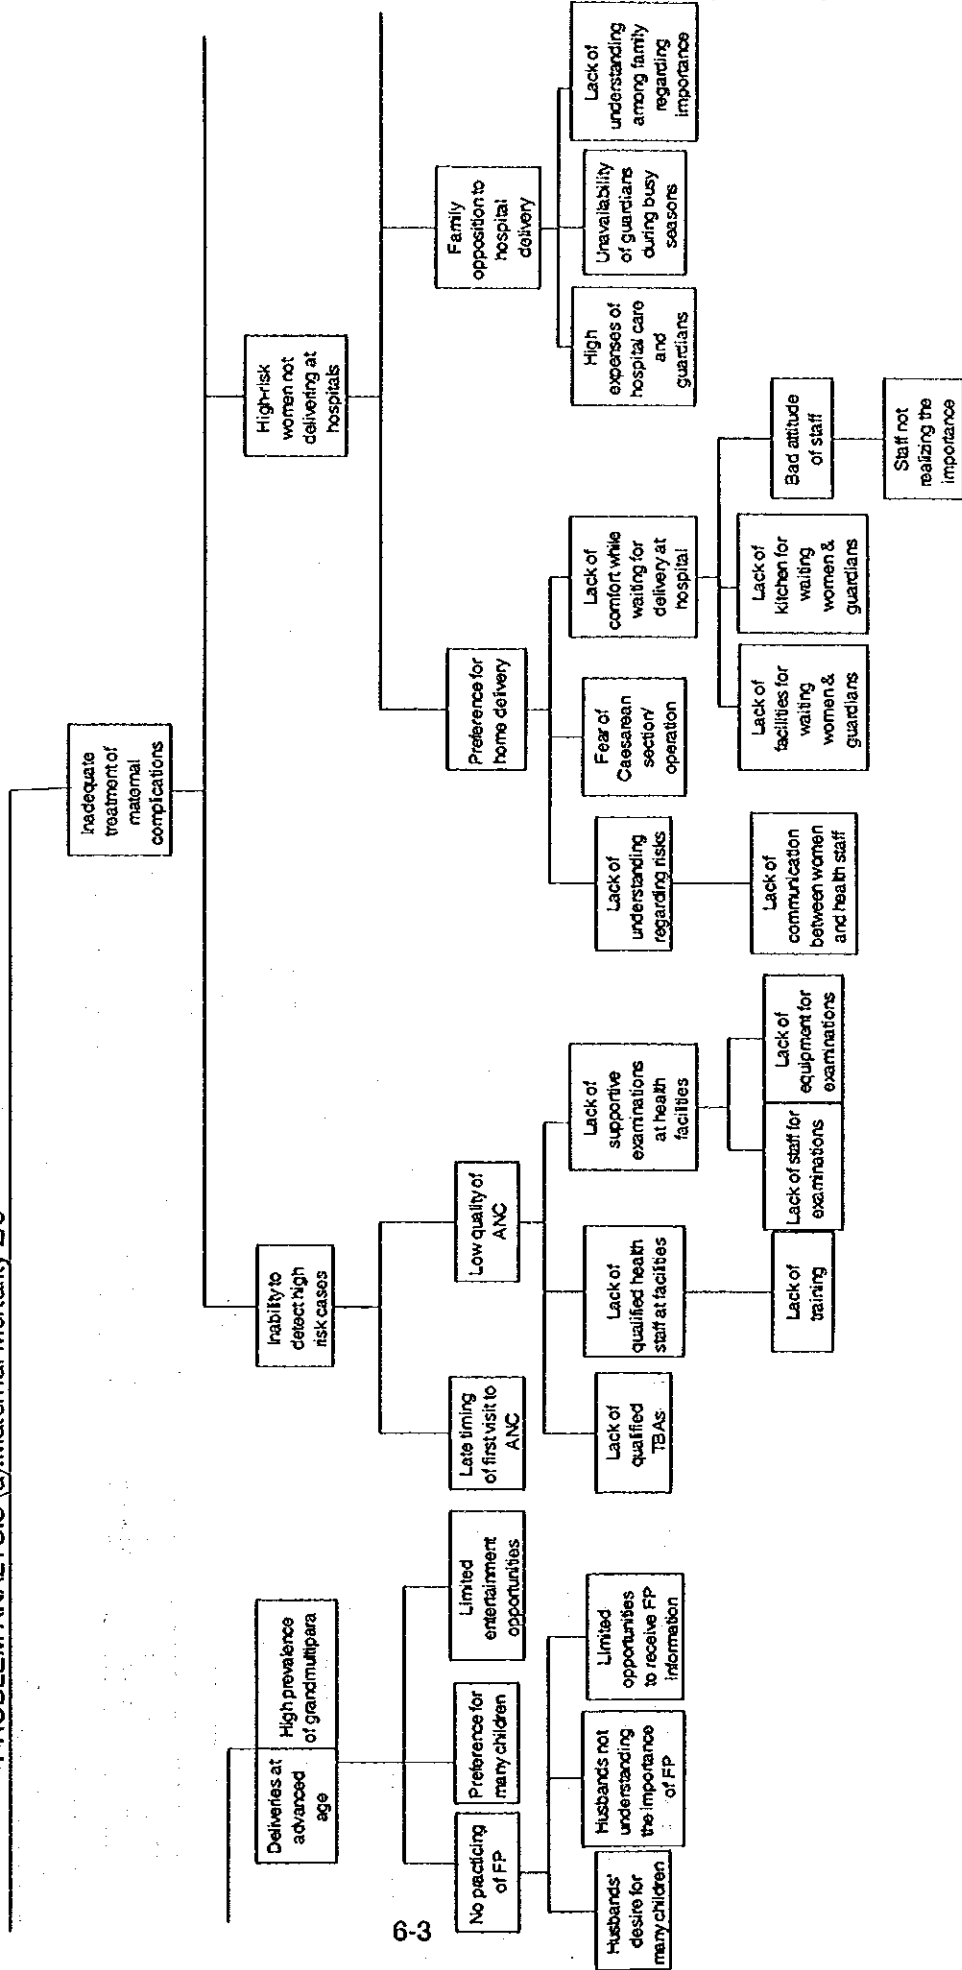 PROBLEM ANALYSIS (a):Maternal Mortality 2/3
Inadequate
treatment of
maternal
complications
Deliveries at
advanced
age
High prevalence
of grandmultipara
Inability to
detect high
risk cases
High-risk
women not
delivering at
hospitals
No practicing
of FP
Preference for
many children
Limited
entertainment
opportunities
Late timing
of first visit to
ANC
Low quality of
ANC
Preference for
home delivery
Family
opposition to
hospital
delivery
Husbands'
desire for
many children
Husbands not
understanding
the importance
of FP
Limited
opportunities
to receive FP
information
Lack of
qualified
TBAs
Lack of
qualified health
staff at facilities
Lack of
supportive
examinations
at health
facilities
Lack of
understanding
regarding risks
Fear of
Caesarean
section/
operation
Lack of
comfort while
waiting for
delivery at
hospital
High
expenses of
hospital care
and
guardians
Unavailability
of guardians
during busy
seasons
Lack of
understanding
among family
regarding
importance
Lack of
training
Lack of staff for
examinations
Lack of
equipment for
examinations
Lack of
communication
between women
and health staff
Lack of
facilities for
waiting
women &
guardians
Lack of
kitchen for
waiting
women &
guardians
Bad attitude
of staff
Staff not
realizing the
importance
6-3